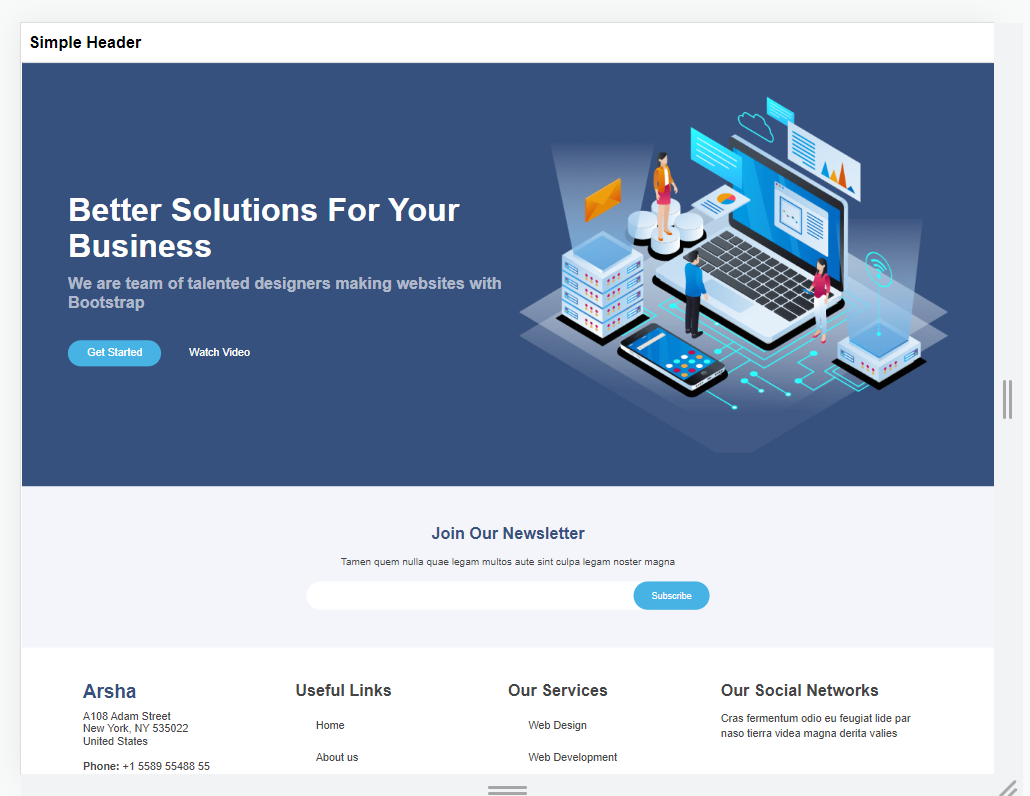 Simple Header
Better Solutions For Your
Business
We are team of talented designers making websites with
Bootstrap
Get Started
Watch Video
Join Our Newsletter
Tamen quem nulla quae legam multos aute sint culpa legam noster magna
Subscribe
Arsha
A108 Adam Street
New York, NY 535022
United States
Phone: +1 5589 55488 55
Useful Links
Home
About us
Our Services
Web Design
Web Development
Our Social Networks
Cras fermentum odio eu feugiat lide par
naso tierra videa magna derita valies